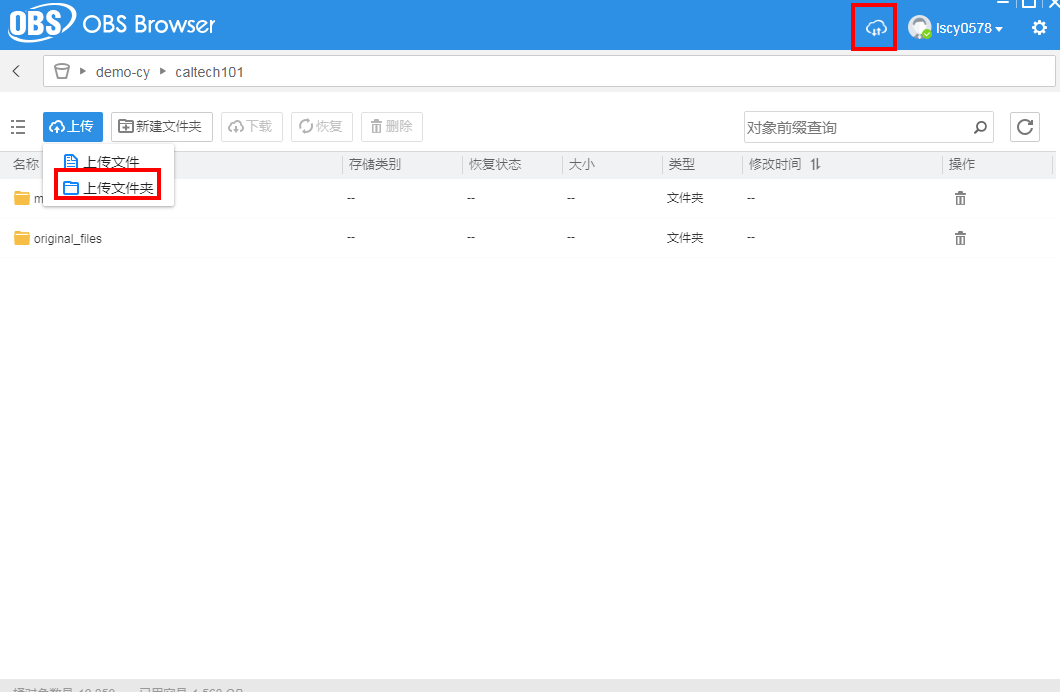 OBS OBS Browser lscy0578
demo-cy caltech101
上传 新建文件夹 下载 恢复 删除 对象前缀查询
名称 存储类别 恢复状态 大小 类型 修改时间 操作
上传文件
上传文件夹
m -- -- -- 文件夹 --
original_files -- -- -- 文件夹 --